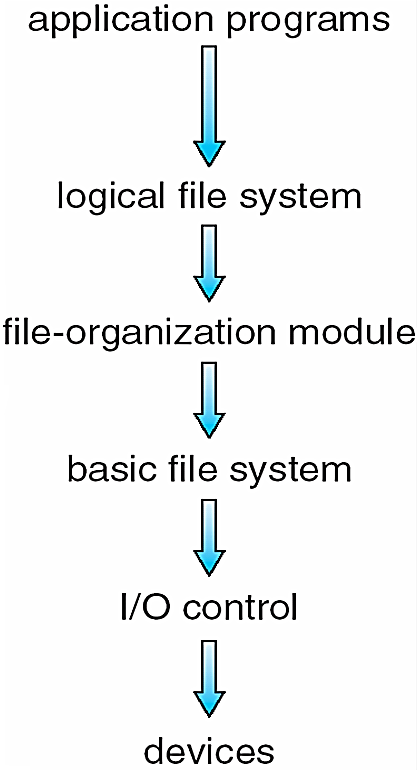 application programs
logical file system
file-organization module
basic file system
I/O control
devices